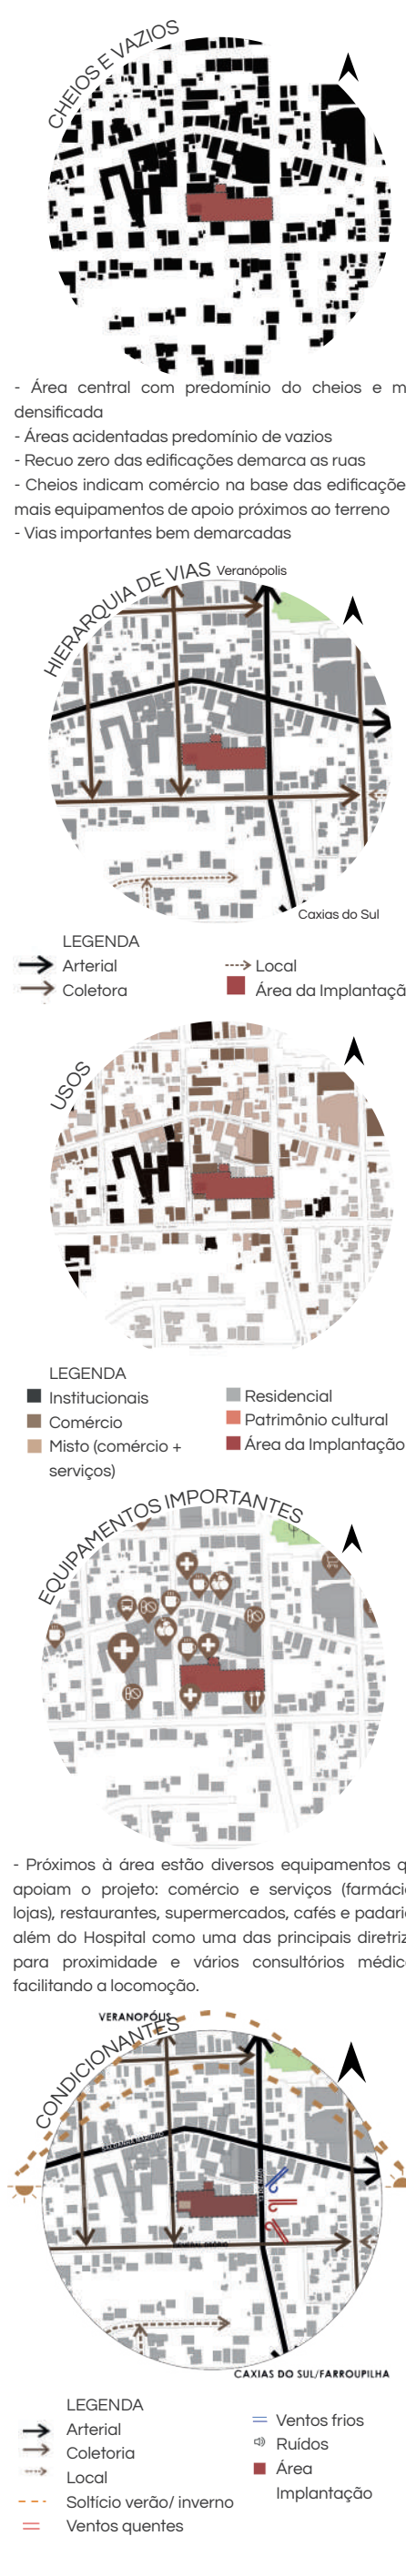 CHEIOS E VAZIOS
- Área central com predomínio do cheios e m
densificada
- Áreas acidentadas predomínio de vazios
- Recuo zero das edificações demarca as ruas
- Cheios indicam comércio na base das edificaçõe
mais equipamentos de apoio próximos ao terreno
- Vias importantes bem demarcadas
HIERARQUIA DE VIAS
Veranópolis
Caxias do Sul
LEGENDA
Arterial
Local
Coletora
Área da Implantaçã
USOS
LEGENDA
Institucionais
Residencial
Comércio
Patrimônio cultural
Misto (comércio +
serviços)
Área da Implantação
EQUIPAMENTOS IMPORTANTES
- Próximos à área estão diversos equipamentos q
apoiam o projeto: comércio e serviços (farmáci
lojas), restaurantes, supermercados, cafés e padari
além do Hospital como uma das principais diretriz
para proximidade e vários consultórios médic
facilitando a locomoção.
VERANÓPOLIS
CONDICIONANTES
GENERAL OSÓRIO
CAXIAS DO SUL/FARROUPILHA
LEGENDA
Arterial
Coletoria
Local
Soltício verão/ inverno
Ventos quentes
Ventos frios
Ruídos
Área
Implantação